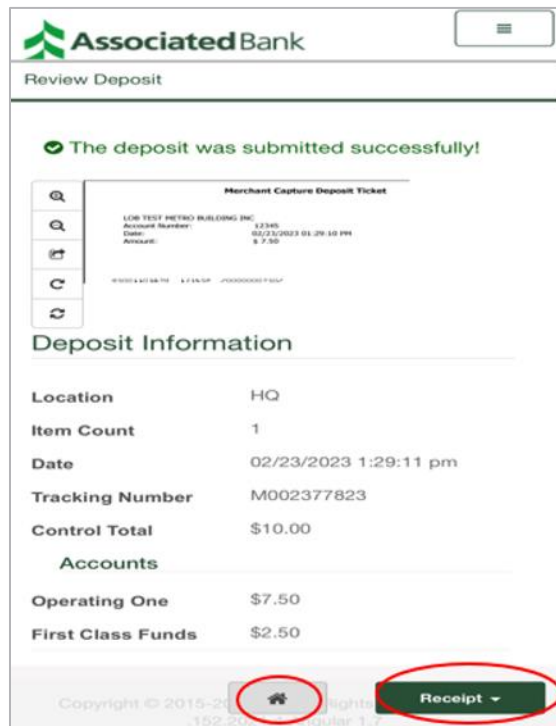 Associated Bank
Review Deposit
The deposit was submitted successfully!
Merchant Capture Deposit Ticket
LOB TEST METRO BUILDING INC
Account Number: 12345
Date: 02/23/2023 01:29:10 PM
Amount: $ 7.50
Deposit Information
Location HQ
Item Count 1
Date 02/23/2023 1:29:11 pm
Tracking Number M002377823
Control Total $10.00
Accounts
Operating One $7.50
First Class Funds $2.50
Receipt
Copyright © 2015-20